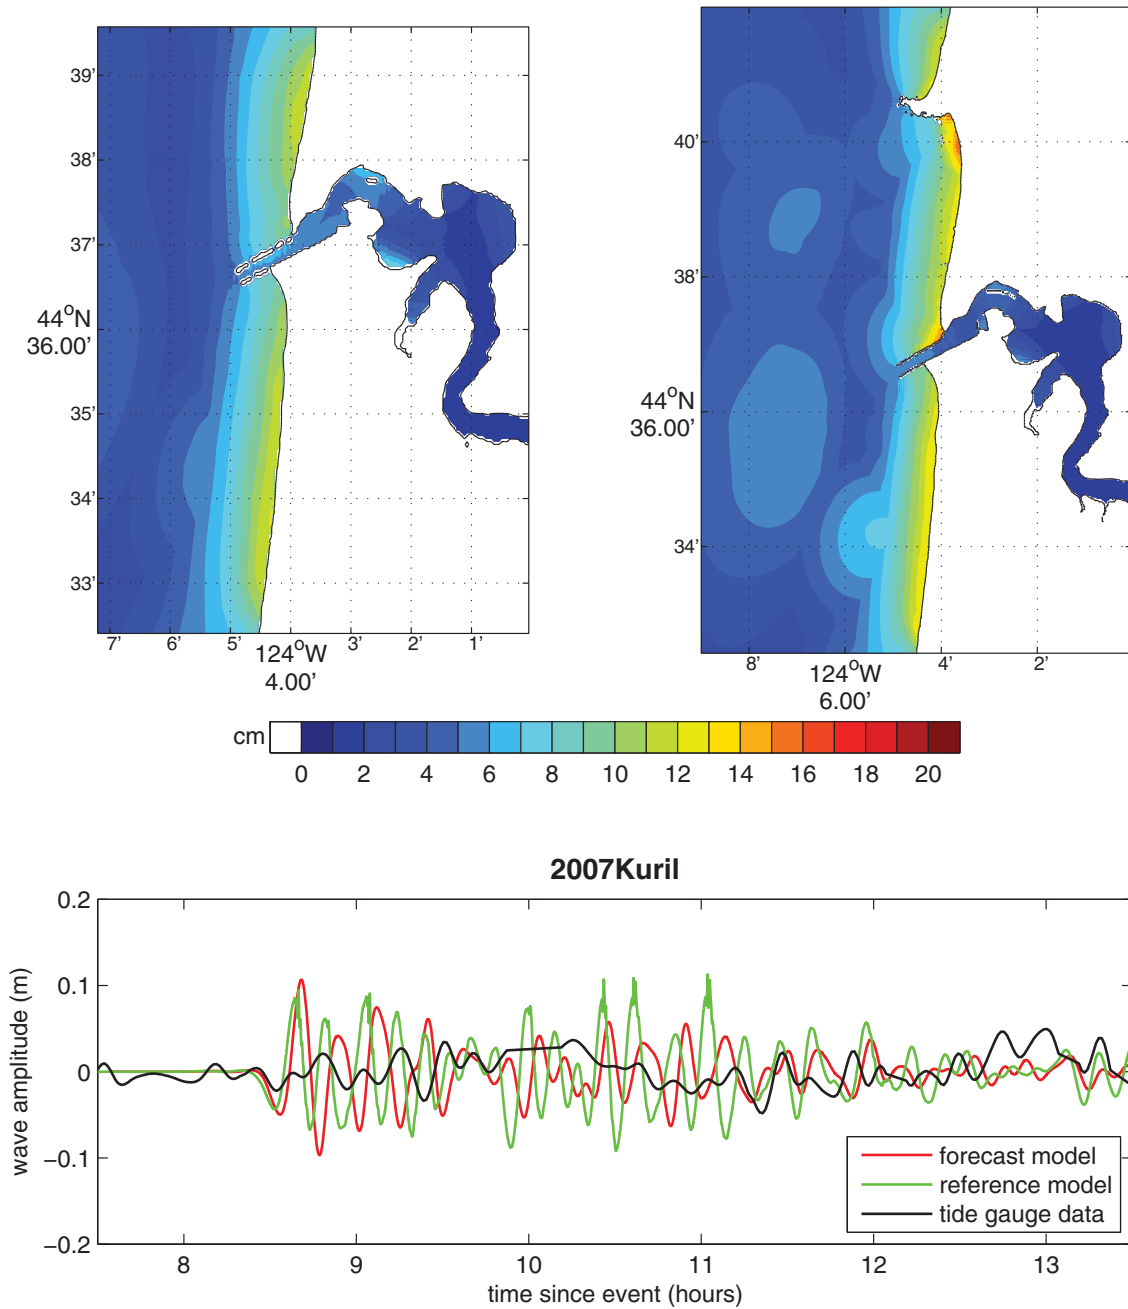 39'
38'
37'
44°N
36.00'
35'
34'
33'
7' 6' 5' 124°W 3' 2' 1'
4.00'
40'
38'
44°N
36.00'
34'
8' 124°W 4' 2'
6.00'
cm
0 2 4 6 8 10 12 14 16 18 20
2007Kuril
0.2
0.1
0
−0.1
−0.2
wave amplitude (m)
8 9 10 11 12 13
time since event (hours)
forecast model
reference model
tide gauge data